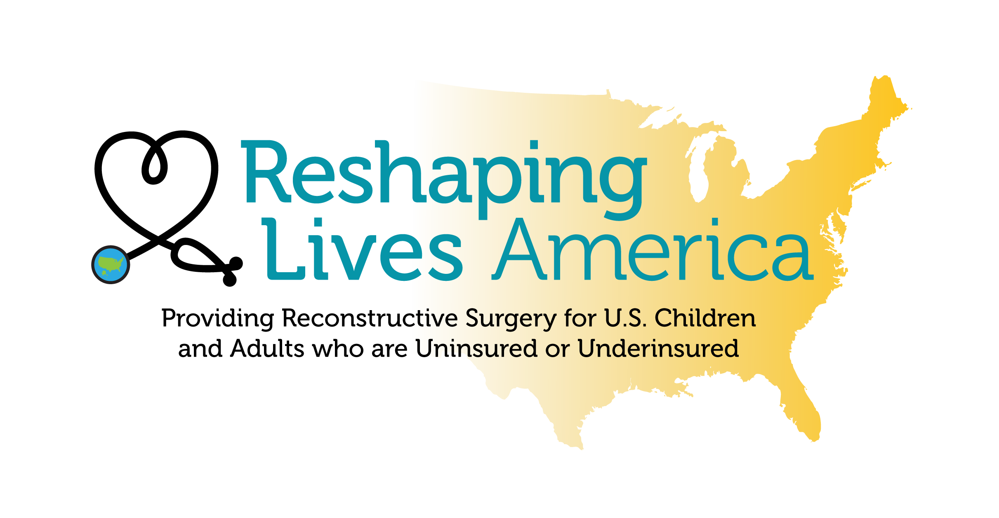 Reshaping
Lives America
Providing Reconstructive Surgery for U.S. Children
and Adults who are Uninsured or Underinsured